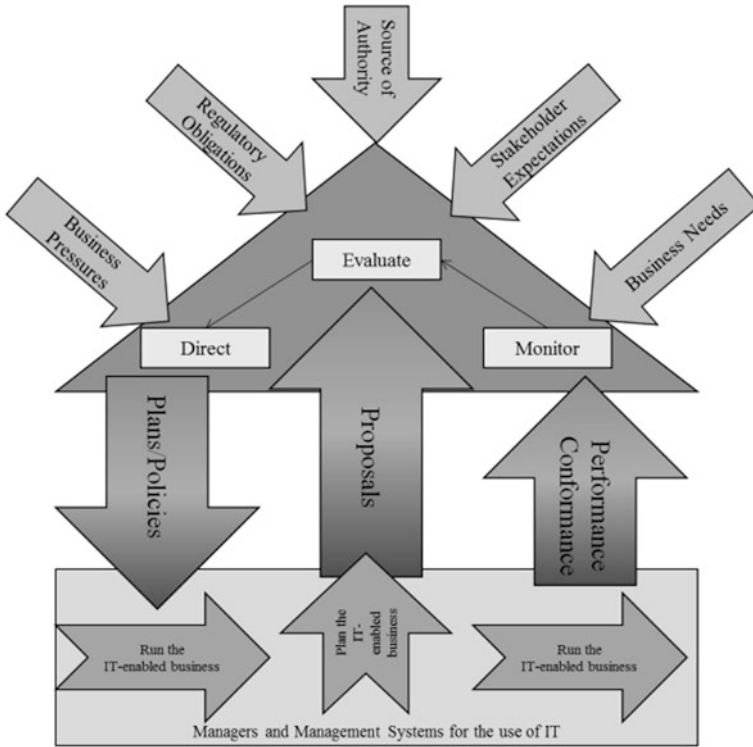 Source of
Authority
Regulatory
Obligations
Stakeholder
Expectations
Business
Pressures
Business Needs
Evaluate
Direct
Monitor
Plans/Policies
Proposals
Performance
Conformance
Run the
IT-enabled business
Plan the
IT-
enabled
business
Run the
IT-enabled business
Managers and Management Systems for the use of IT